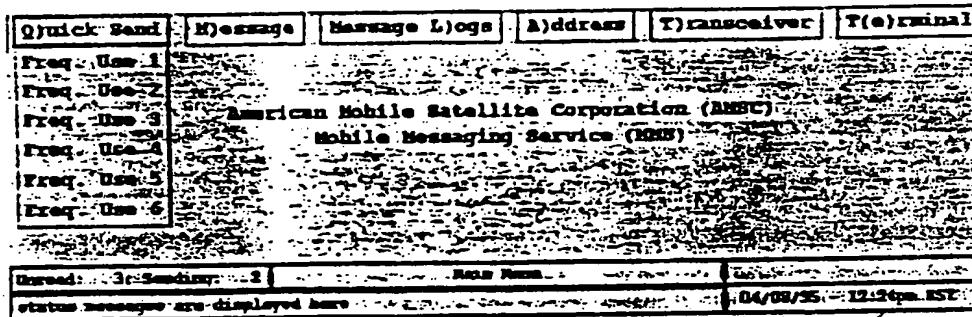 Q)uick Send M)essage Message L)ogs A)ddress T)ransceiver T(e)rminal
Freq. Use 1
Freq. Use 2
Freq. Use 3
Freq. Use 4
Freq. Use 5
Freq. Use 6
American Mobile Satellite Corporation (AMSC)
Mobile Messaging Service (MMS)
Unread: 3: Sending: 2 Main Menu
status messages are displayed here 04/08/95 - 12:24pm EST